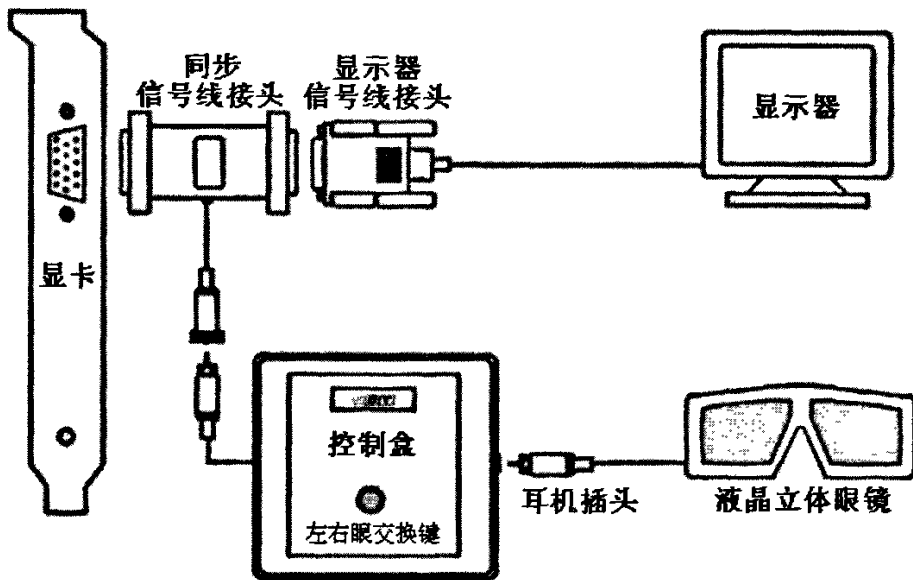 同步
信号线接头
显示器
信号线接头
显示器
显卡
控制盒
左右眼交换键
耳机插头
液晶立体眼镜